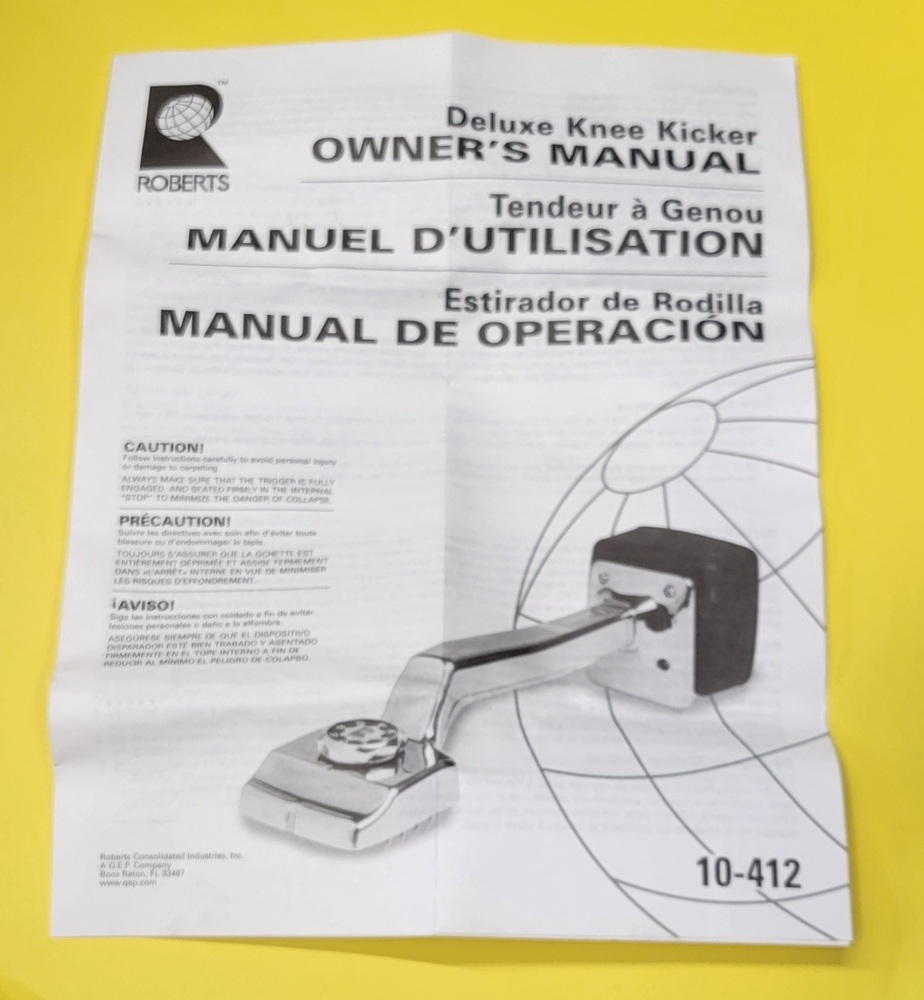 ™
ROBERTS
Deluxe Knee Kicker
OWNER'S MANUAL
Tendeur à Genou
MANUEL D'UTILISATION
Estirador de Rodilla
MANUAL DE OPERACIÓN
CAUTION!
Follow instructions carefully to avoid personal injury
or damage to carpeting.
ALWAYS MAKE SURE THAT THE TRIGGER IS FULLY
ENGAGED AND SEATED FIRMLY IN THE INTERNAL
"STOP" TO MINIMIZE THE DANGER OF COLLAPSE.
PRÉCAUTION!
Suivre les directives avec soin afin d'éviter toute
blessure ou d'endommager le tapis.
TOUJOURS S'ASSURER QUE LA GCHETTE EST
ENTIÈREMENT DÉPRIMÉE ET ASSISE FERMEMENT
DANS «L'ARRÊT» INTERNE EN VUE DE MINIMISER
LES RISQUES D'EFFONDREMENT.
¡AVISO!
Siga las instrucciones con cuidado a fin de evitar
lesiones personales o daño a la alfombra.
ASEGÚRESE SIEMPRE DE QUE EL DISPOSITIVO
DISPARADOR ESTÉ BIEN TRABADO Y ASENTADO
FIRMEMENTE EN EL TOPE INTERNO A FIN DE
REDUCIR AL MÍNIMO EL PELIGRO DE COLAPSO.
Roberts Consolidated Industries, Inc.
A Q.E.P. Company
Boca Raton, FL 33487
www.qep.com
10-412